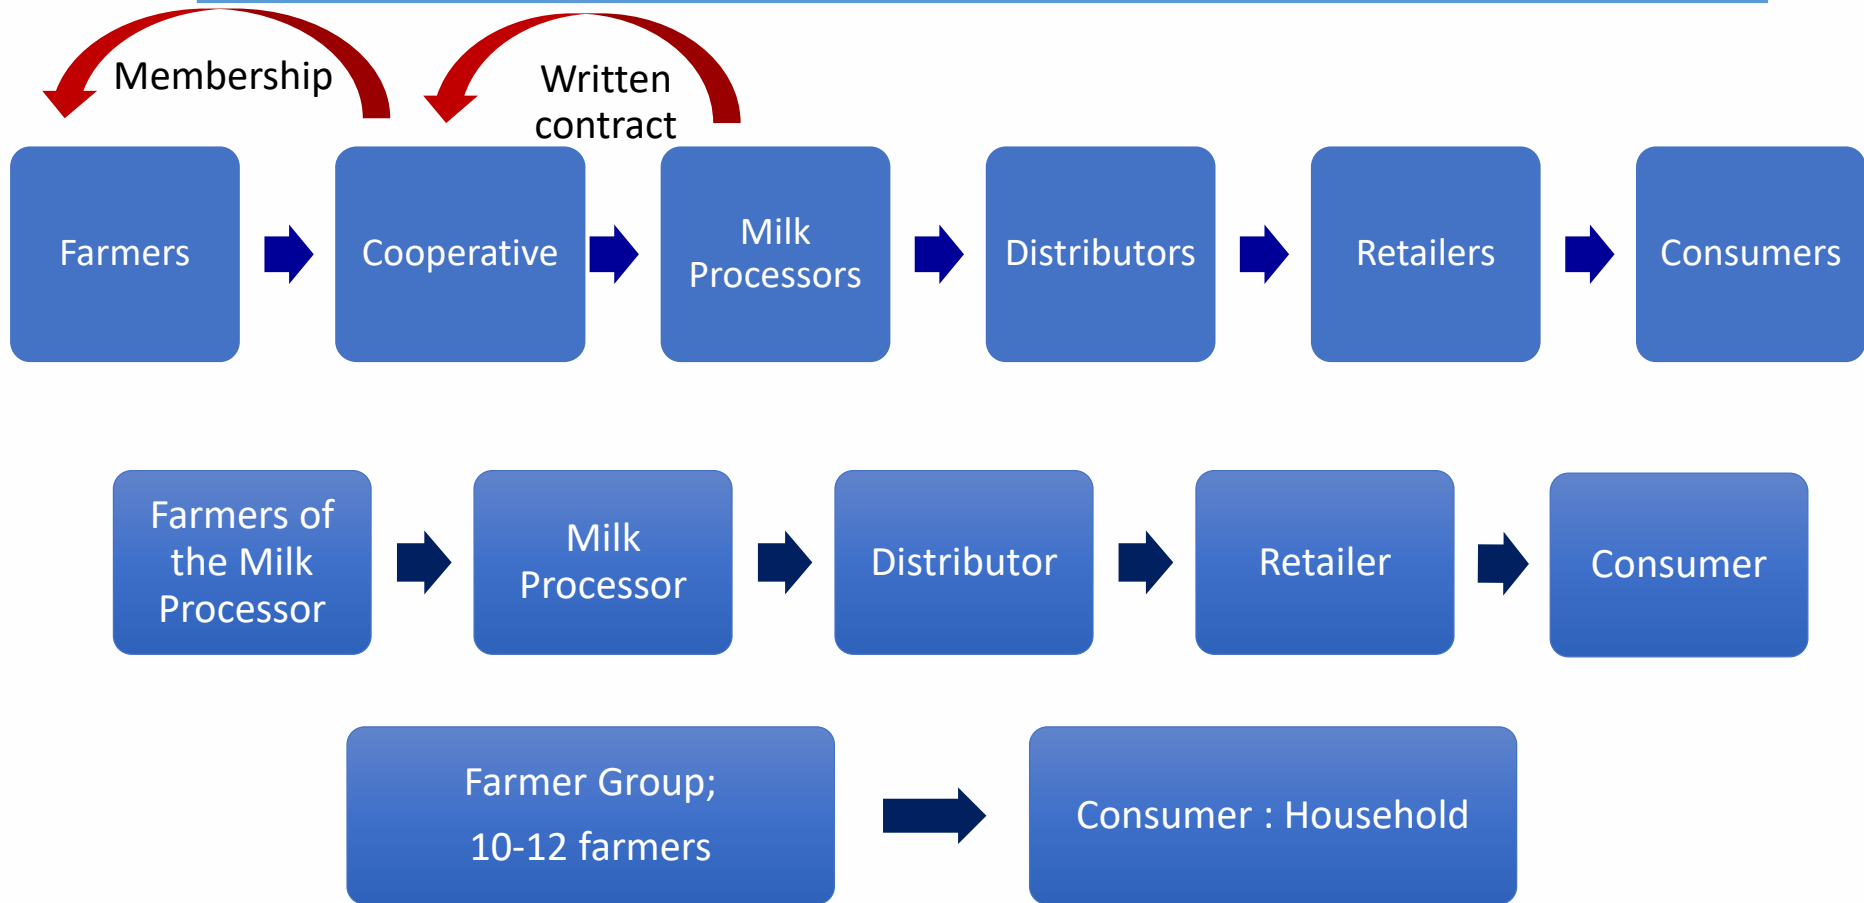 Membership
Written
contract
Farmers
Cooperative
Milk
Processors
Distributors
Retailers
Consumers
Farmers of
the Milk
Processor
Milk
Processor
Distributor
Retailer
Consumer
Farmer Group;
10-12 farmers
Consumer : Household